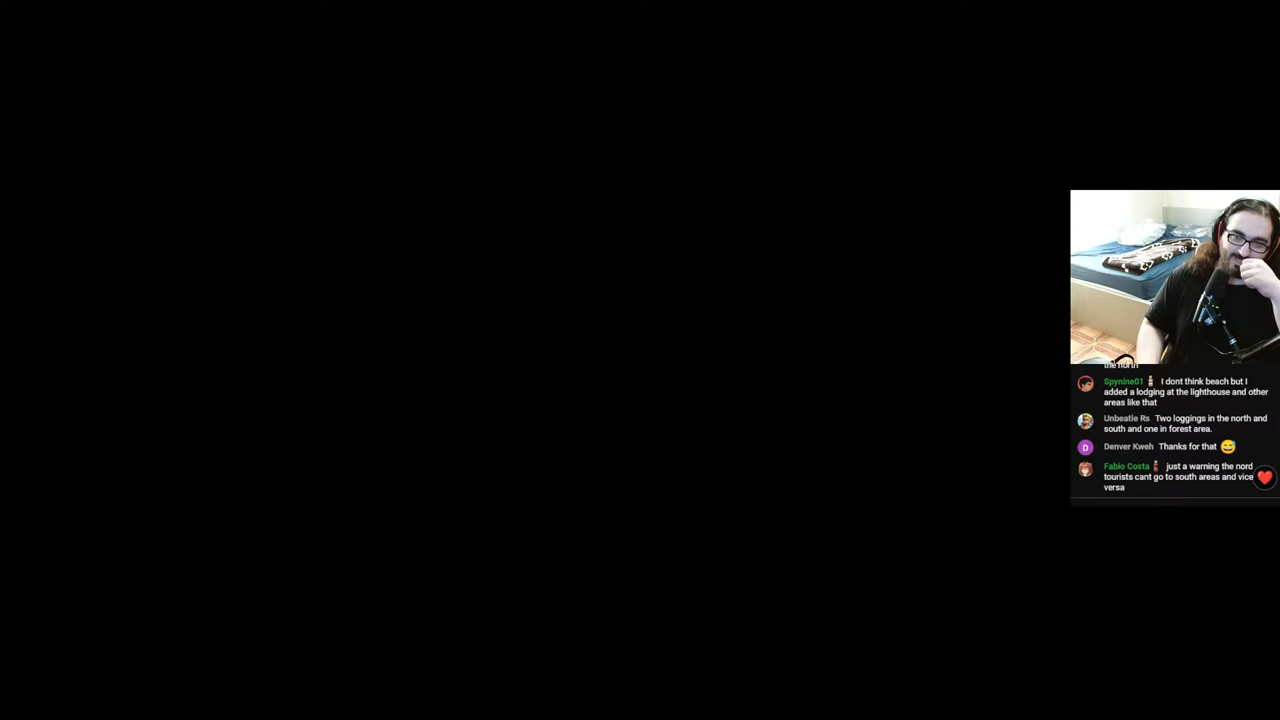 the north
Spynine01 I dont think beach but I
added a lodging at the lighthouse and other
areas like that
Unbeatle Rs Two loggings in the north and
south and one in forest area.
D Denver Kweh Thanks for that 😅
Fabio Costa just a warning the nord
tourists cant go to south areas and vice
versa